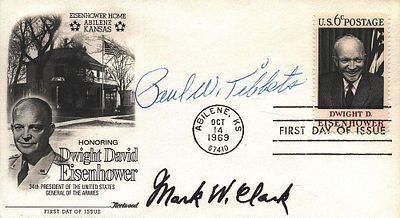 EISENHOWER HOME
ABILENE
KANSAS
HONORING
Dwight David
Eisenhower
34th PRESIDENT OF THE UNITED STATES
GENERAL OF THE ARMIES
Fleetwood
FIRST DAY OF ISSUE
Paul W. Tibbets
Mark W. Clark
ABILENE, KS
OCT
14
1969
67410
U.S. 6c POSTAGE
DWIGHT D.
EISENHOWER
FIRST DAY OF ISSUE